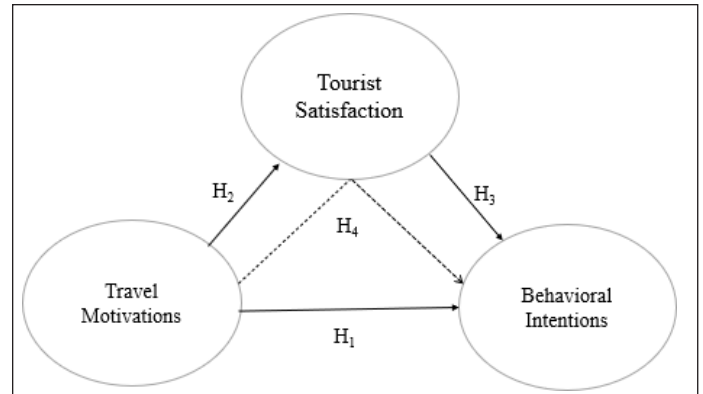 Tourist
Satisfaction
H₂
H₃
H₄
Travel
Motivations
Behavioral
Intentions
H₁